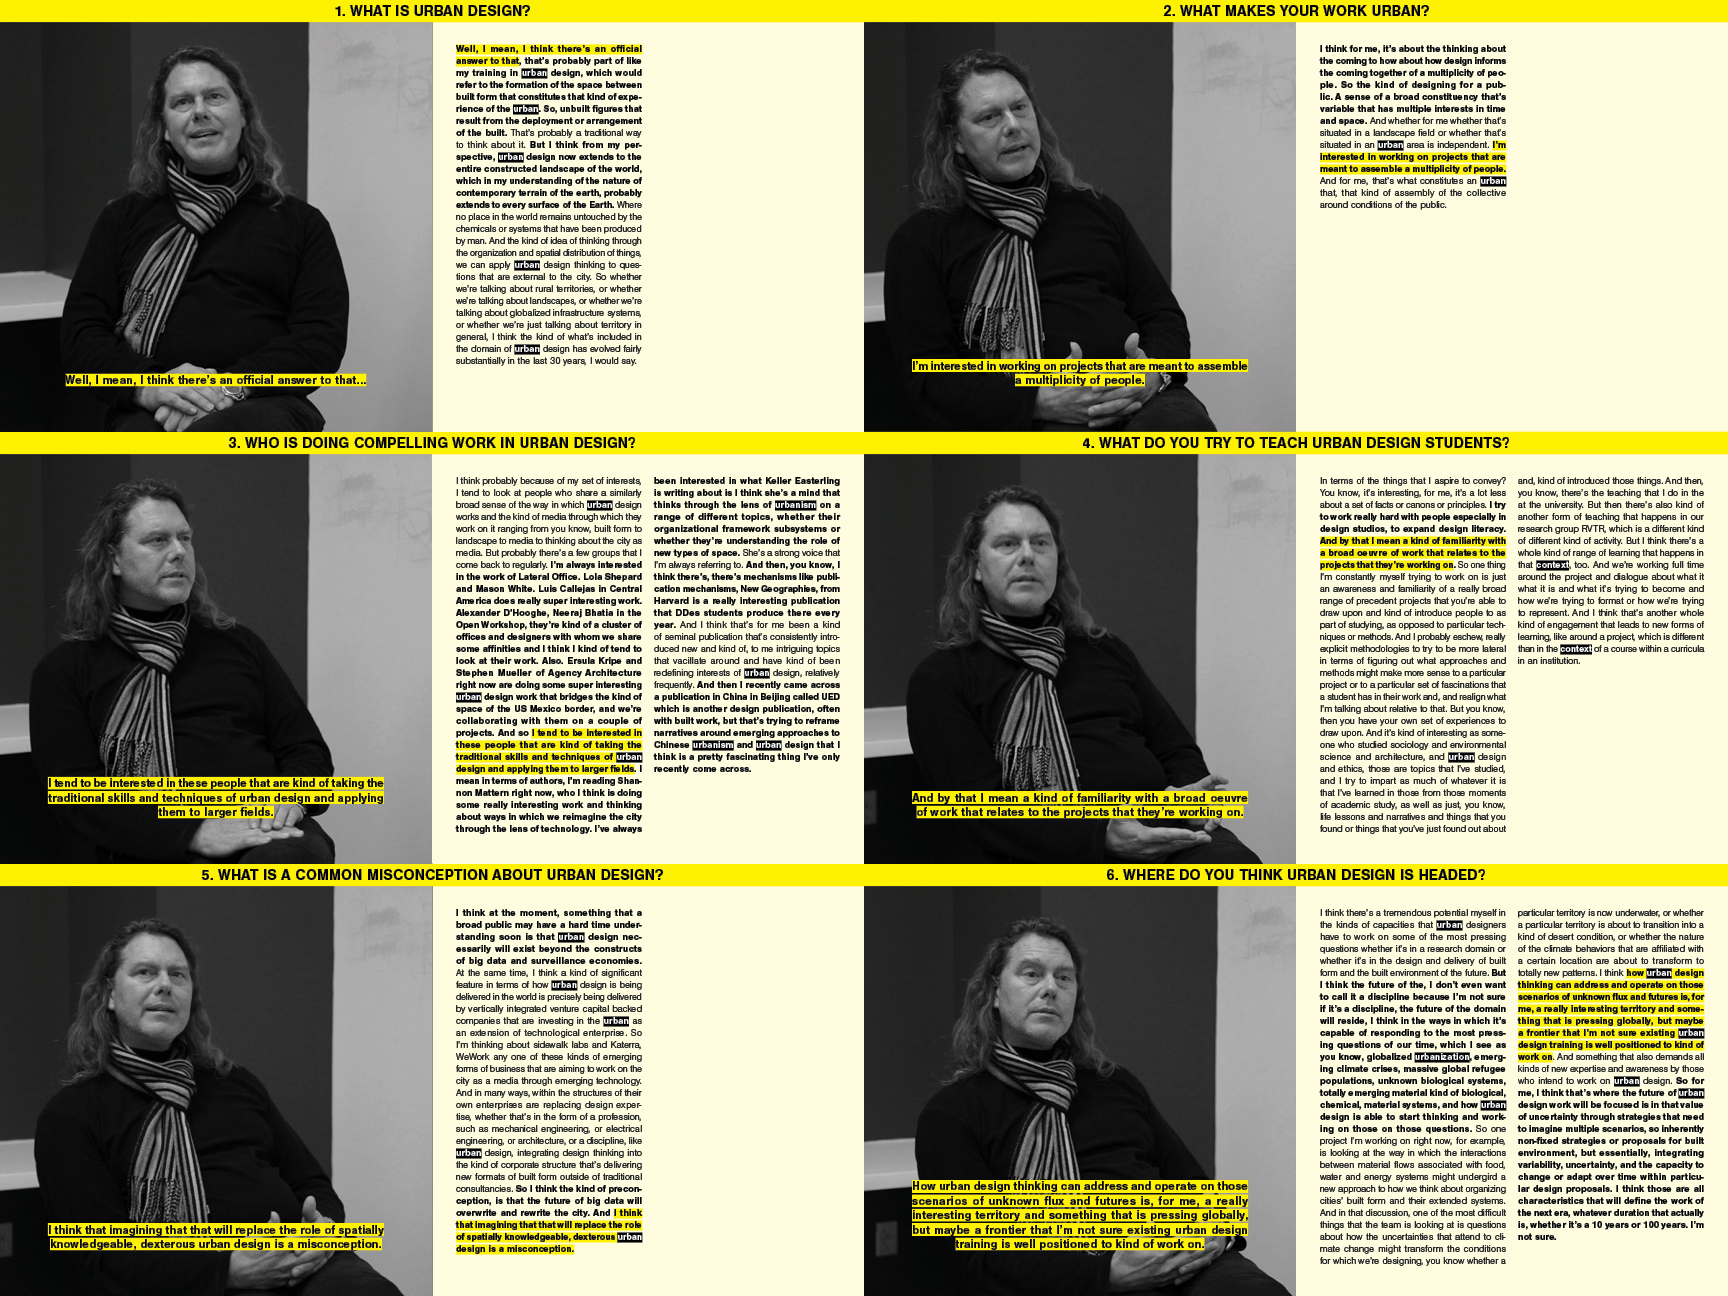 1. WHAT IS URBAN DESIGN?
Well, I mean, I think there's an official
answer to that, that's probably part of like
my training in urban design, which would
refer to the formation of the space between
built form that constitutes that kind of expe-
rience of the urban. So, unbuilt figures that
result from the deployment or arrangement
of the built. That's probably a traditional way
to think about it. But I think from my per-
spective, urban design now extends to the
entire constructed landscape of the world,
which in my understanding of the nature of
contemporary terrain of the earth, probably
extends to every surface of the Earth. Where
no place in the world remains untouched by the
chemicals or systems that have been produced
by man. And the kind of idea of thinking through
the organization and spatial distribution of things,
we can apply urban design thinking to ques-
tions that are external to the city. So whether
we're talking about rural territories, or whether
we're talking about landscapes, or whether we're
talking about globalized infrastructure systems,
or whether we're just talking about territory in
general, I think the kind of what's included in
the domain of urban design has evolved fairly
substantially in the last 30 years, I would say.
Well, I mean, I think there's an official answer to that...
2. WHAT MAKES YOUR WORK URBAN?
I think for me, it's about the thinking about
the coming to how about how design informs
the coming together of a multiplicity of peo-
ple. So the kind of designing for a pub-
lic. A sense of a broad constituency that's
variable that has multiple interests in time
and space. And whether for me whether that's
situated in a landscape field or whether that's
situated in an urban area is independent. I'm
interested in working on projects that are
meant to assemble a multiplicity of people.
And for me, that's what constitutes an urban
that, that kind of assembly of the collective
around conditions of the public.
I'm interested in working on projects that are meant to assemble
a multiplicity of people.
3. WHO IS DOING COMPELLING WORK IN URBAN DESIGN?
I think probably because of my set of interests,
I tend to look at people who share a similarly
broad sense of the way in which urban design
works and the kind of media through which they
work on it ranging from you know, built form to
landscape to media to thinking about the city as
media. But probably there's a few groups that I
come back to regularly. I'm always interested
in the work of Lateral Office. Lola Shepard
and Mason White. Luis Callejas in Central
America does really super interesting work.
Alexander D'Hooghe, Neeraj Bhatia in the
Open Workshop, they're kind of a cluster of
offices and designers with whom we share
some affinities and I think I kind of tend to
look at their work. Also. Ersula Kripe and
Stephen Mueller of Agency Architecture
right now are doing some super interesting
urban design work that bridges the kind of
space of the US Mexico border, and we're
collaborating with them on a couple of
projects. And so I tend to be interested in
these people that are kind of taking the
traditional skills and techniques of urban
design and applying them to larger fields. I
mean in terms of authors, I'm reading Shan-
non Mattern right now, who I think is doing
some really interesting work and thinking
about ways in which we reimagine the city
through the lens of technology. I've always
been interested in what Keller Easterling
is writing about is I think she's a mind that
thinks through the lens of urbanism on a
range of different topics, whether their
organizational framework subsystems or
whether they're understanding the role of
new types of space. She's a strong voice that
I'm always referring to. And then, you know, I
think there's, there's mechanisms like publi-
cation mechanisms, New Geographies, from
Harvard is a really interesting publication
that DDes students produce there every
year. And I think that's for me been a kind
of seminal publication that's consistently intro-
duced new and kind of, to me intriguing topics
that vacillate around and have kind of been
redefining interests of urban design, relatively
frequently. And then I recently came across
a publication in China in Beijing called UED
which is another design publication, often
with built work, but that's trying to reframe
narratives around emerging approaches to
Chinese urbanism and urban design that I
think is a pretty fascinating thing I've only
recently come across.
I tend to be interested in these people that are kind of taking the
traditional skills and techniques of urban design and applying
them to larger fields.
4. WHAT DO YOU TRY TO TEACH URBAN DESIGN STUDENTS?
In terms of the things that I aspire to convey?
You know, it's interesting, for me, it's a lot less
about a set of facts or canons or principles. I try
to work really hard with people especially in
design studios, to expand design literacy.
And by that I mean a kind of familiarity with
a broad oeuvre of work that relates to the
projects that they're working on. So one thing
I'm constantly myself trying to work on is just
an awareness and familiarity of a really broad
range of precedent projects that you're able to
draw upon and kind of introduce people to as
part of studying, as opposed to particular tech-
niques or methods. And I probably eschew, really
explicit methodologies to try to be more lateral
in terms of figuring out what approaches and
methods might make more sense to a particular
project or to a particular set of fascinations that
a student has in their work and, and realign what
I'm talking about relative to that. But you know,
then you have your own set of experiences to
draw upon. And it's kind of interesting as some-
one who studied sociology and environmental
science and architecture, and urban design
and ethics, those are topics that I've studied,
and I try to impart as much of whatever it is
that I've learned in those from those moments
of academic study, as well as just, you know,
life lessons and narratives and things that you
found or things that you've just found out about
and, kind of introduced those things. And then,
you know, there's the teaching that I do in the
at the university. But then there's also kind of
another form of teaching that happens in our
research group RVTR, which is a different kind
of different kind of activity. But I think there's a
whole kind of range of learning that happens in
that context, too. And we're working full time
around the project and dialogue about what it
what it is and what it's trying to become and
how we're trying to format or how we're trying
to represent. And I think that's another whole
kind of engagement that leads to new forms of
learning, like around a project, which is different
than in the context of a course within a curricula
in an institution.
And by that I mean a kind of familiarity with a broad oeuvre
of work that relates to the projects that they're working on.
5. WHAT IS A COMMON MISCONCEPTION ABOUT URBAN DESIGN?
I think at the moment, something that a
broad public may have a hard time under-
standing soon is that urban design nec-
essarily will exist beyond the constructs
of big data and surveillance economies.
At the same time, I think a kind of significant
feature in terms of how urban design is being
delivered in the world is precisely being delivered
by vertically integrated venture capital backed
companies that are investing in the urban as
an extension of technological enterprise. So
I'm thinking about sidewalk labs and Katerra,
WeWork any one of these kinds of emerging
forms of business that are aiming to work on the
city as a media through emerging technology.
And in many ways, within the structures of their
own enterprises are replacing design exper-
tise, whether that's in the form of a profession,
such as mechanical engineering, or electrical
engineering, or architecture, or a discipline, like
urban design, integrating design thinking into
the kind of corporate structure that's delivering
new formats of built form outside of traditional
consultancies. So I think the kind of precon-
ception, is that the future of big data will
overwrite and rewrite the city. And I think
that imagining that that will replace the role
of spatially knowledgeable, dexterous urban
design is a misconception.
I think that imagining that that will replace the role of spatially
knowledgeable, dexterous urban design is a misconception.
6. WHERE DO YOU THINK URBAN DESIGN IS HEADED?
I think there's a tremendous potential myself in
the kinds of capacities that urban designers
have to work on some of the most pressing
questions whether it's in a research domain or
whether it's in the design and delivery of built
form and the built environment of the future. But
I think the future of the, I don't even want
to call it a discipline because I'm not sure
if it's a discipline, the future of the domain
will reside, I think in the ways in which it's
capable of responding to the most press-
ing questions of our time, which I see as
you know, globalized urbanization, emerg-
ing climate crises, massive global refugee
populations, unknown biological systems,
totally emerging material kind of biological,
chemical, material systems, and how urban
design is able to start thinking and work-
ing on those on those questions. So one
project I'm working on right now, for example,
is looking at the way in which the interactions
between material flows associated with food,
water and energy systems might undergird a
new approach to how we think about organizing
cities' built form and their extended systems.
And in that discussion, one of the most difficult
things that the team is looking at is questions
about how the uncertainties that attend to cli-
mate change might transform the conditions
for which we're designing, you know whether a
particular territory is now underwater, or whether
a particular territory is about to transition into a
kind of desert condition, or whether the nature
of the climate behaviors that are affiliated with
a certain location are about to transform to
totally new patterns. I think how urban design
thinking can address and operate on those
scenarios of unknown flux and futures is, for
me, a really interesting territory and some-
thing that is pressing globally, but maybe
a frontier that I'm not sure existing urban
design training is well positioned to kind of
work on. And something that also demands all
kinds of new expertise and awareness by those
who intend to work on urban design. So for
me, I think that's where the future of urban
design work will be focused is in that value
of uncertainty through strategies that need
to imagine multiple scenarios, so inherently
non-fixed strategies or proposals for built
environment, but essentially, integrating
variability, uncertainty, and the capacity to
change or adapt over time within particu-
lar design proposals. I think those are all
characteristics that will define the work of
the next era, whatever duration that actually
is, whether it's a 10 years or 100 years. I'm
not sure.
How urban design thinking can address and operate on those
scenarios of unknown flux and futures is, for me, a really
interesting territory and something that is pressing globally,
but maybe a frontier that I'm not sure existing urban design
training is well positioned to kind of work on.